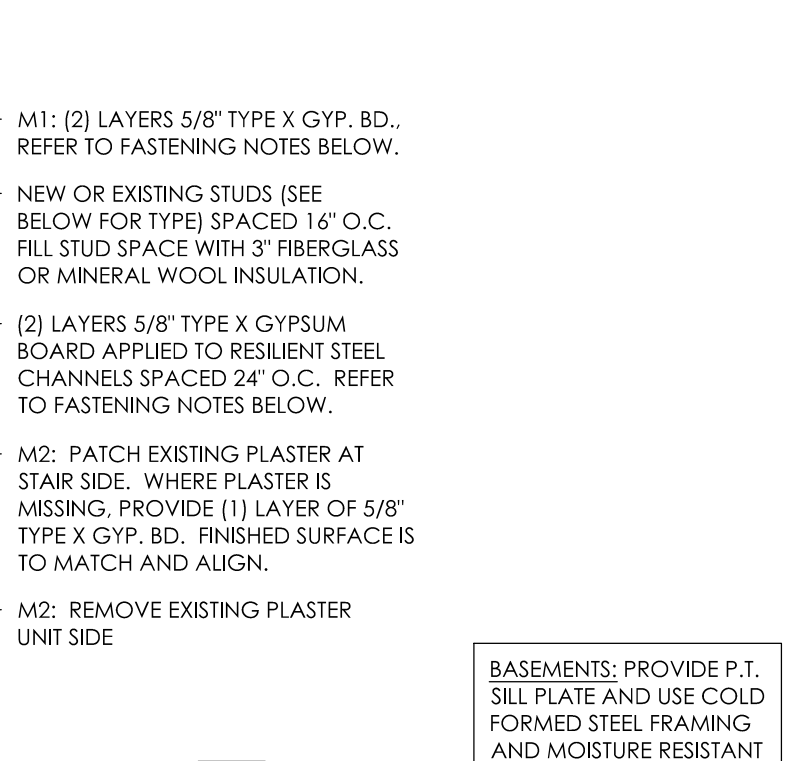 M1: (2) LAYERS 5/8" TYPE X GYP. BD.,
REFER TO FASTENING NOTES BELOW.
NEW OR EXISTING STUDS (SEE
BELOW FOR TYPE) SPACED 16" O.C.
FILL STUD SPACE WITH 3" FIBERGLASS
OR MINERAL WOOL INSULATION.
(2) LAYERS 5/8" TYPE X GYPSUM
BOARD APPLIED TO RESILIENT STEEL
CHANNELS SPACED 24" O.C. REFER
TO FASTENING NOTES BELOW.
M2: PATCH EXISTING PLASTER AT
STAIR SIDE. WHERE PLASTER IS
MISSING, PROVIDE (1) LAYER OF 5/8"
TYPE X GYP. BD. FINISHED SURFACE IS
TO MATCH AND ALIGN.
M2: REMOVE EXISTING PLASTER
UNIT SIDE
BASEMENTS: PROVIDE P.T.
SILL PLATE AND USE COLD
FORMED STEEL FRAMING
AND MOISTURE RESISTANT